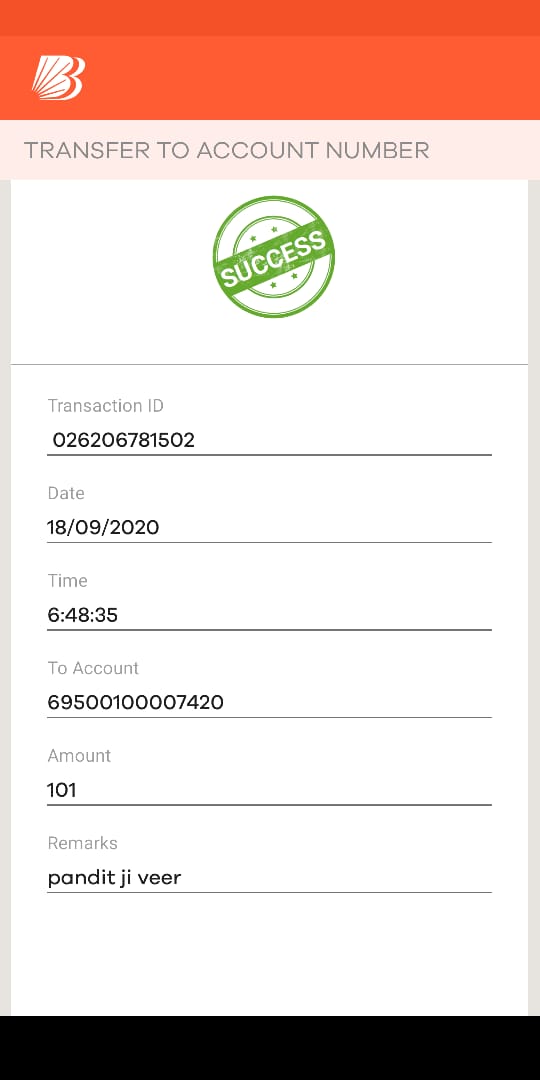 TRANSFER TO ACCOUNT NUMBER
SUCCESS
Transaction ID
026206781502
Date
18/09/2020
Time
6:48:35
To Account
69500100007420
Amount
101
Remarks
pandit ji veer